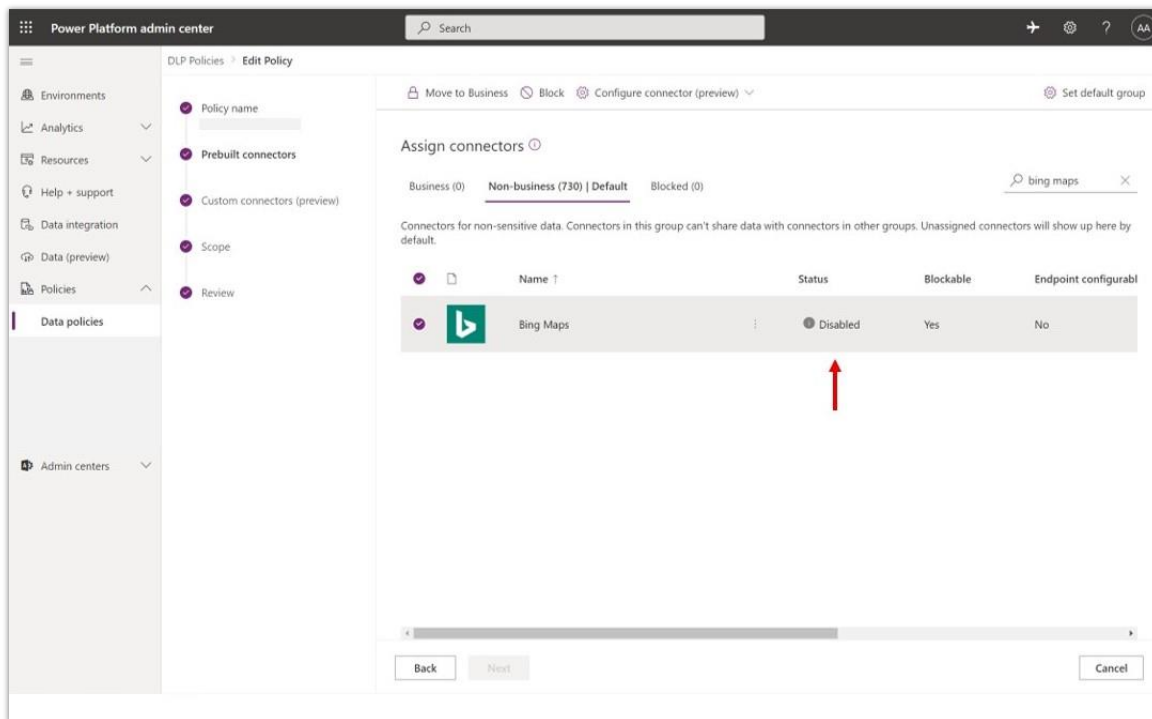 Power Platform admin center
Search
AA
DLP Policies > Edit Policy
Environments
Analytics
Resources
Help + support
Data integration
Data (preview)
Policies
Data policies
Admin centers
Policy name
Prebuilt connectors
Custom connectors (preview)
Scope
Review
Move to Business Block Configure connector (preview) Set default group
Assign connectors
Business (0) Non-business (730) | Default Blocked (0) bing maps
Connectors for non-sensitive data. Connectors in this group can't share data with connectors in other groups. Unassigned connectors will show up here by
default.
Name ↑ Status Blockable Endpoint configurabl
Bing Maps Disabled Yes No
Back Next Cancel